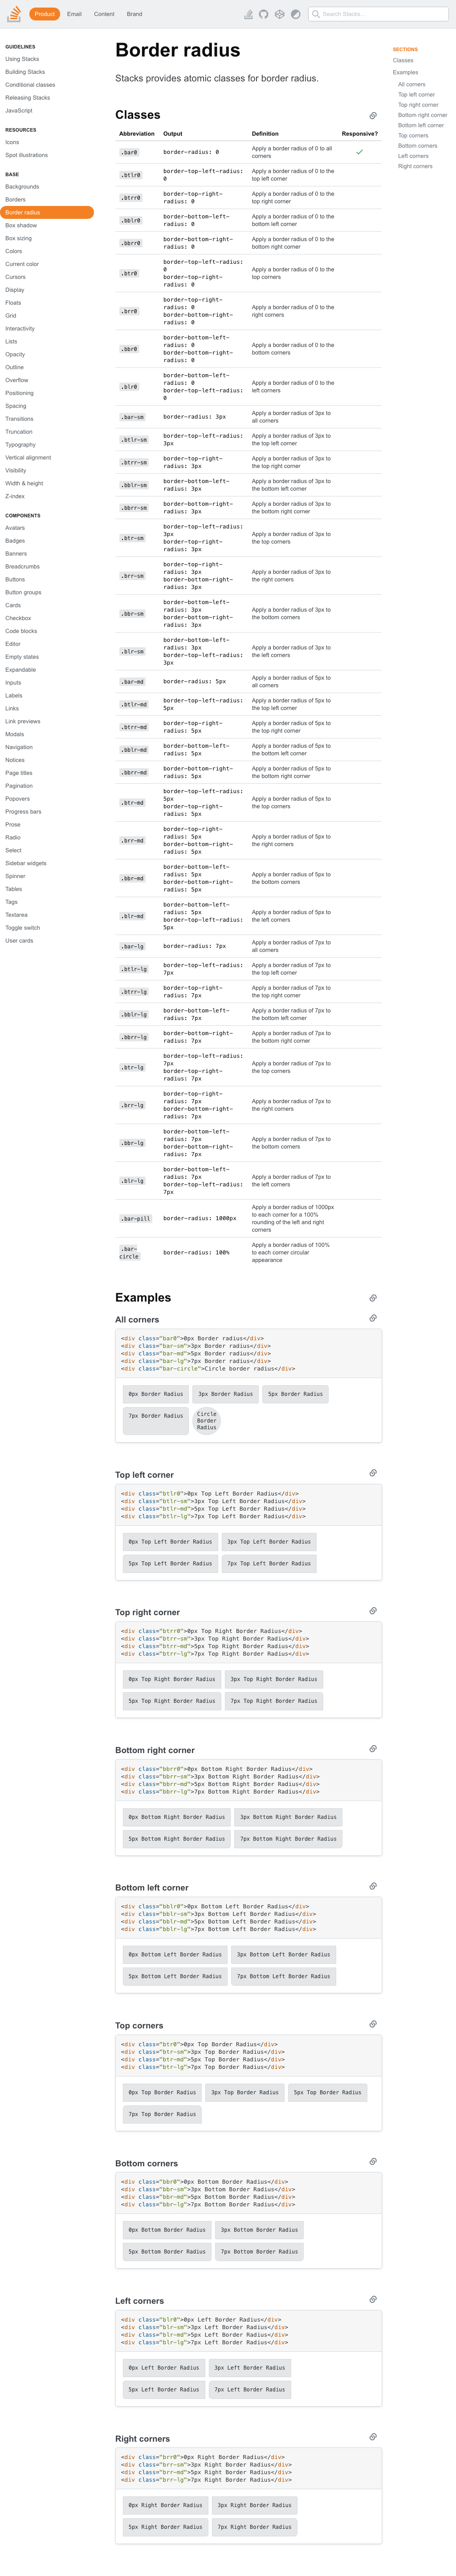 Product Email Content Brand
Search Stacks…
GUIDELINES
Using Stacks
Building Stacks
Conditional classes
Releasing Stacks
JavaScript
RESOURCES
Icons
Spot illustrations
BASE
Backgrounds
Borders
Border radius
Box shadow
Box sizing
Colors
Current color
Cursors
Display
Floats
Grid
Interactivity
Lists
Opacity
Outline
Overflow
Positioning
Spacing
Transitions
Truncation
Typography
Vertical alignment
Visibility
Width & height
Z-index
COMPONENTS
Avatars
Badges
Banners
Breadcrumbs
Buttons
Button groups
Cards
Checkbox
Code blocks
Editor
Empty states
Expandable
Inputs
Labels
Links
Link previews
Modals
Navigation
Notices
Page titles
Pagination
Popovers
Progress bars
Prose
Radio
Select
Sidebar widgets
Spinner
Tables
Tags
Textarea
Toggle switch
User cards
Border radius
Stacks provides atomic classes for border radius.
Classes
Abbreviation Output Definition Responsive?
.bar0 border-radius: 0 Apply a border radius of 0 to all
corners
.btlr0 border-top-left-radius: 0 Apply a border radius of 0 to the
top left corner
.btrr0 border-top-right-radius: 0 Apply a border radius of 0 to the
top right corner
.bblr0 border-bottom-left-radius: 0 Apply a border radius of 0 to the
bottom left corner
.bbrr0 border-bottom-right-radius: 0 Apply a border radius of 0 to the
bottom right corner
.btr0 border-top-left-radius: 0
border-top-right-radius: 0 Apply a border radius of 0 to the
top corners
.brr0 border-top-right-radius: 0
border-bottom-right-radius: 0 Apply a border radius of 0 to the
right corners
.bbr0 border-bottom-left-radius: 0
border-bottom-right-radius: 0 Apply a border radius of 0 to the
bottom corners
.blr0 border-bottom-left-radius: 0
border-top-left-radius: 0 Apply a border radius of 0 to the
left corners
.bar-sm border-radius: 3px Apply a border radius of 3px to
all corners
.btlr-sm border-top-left-radius: 3px Apply a border radius of 3px to
the top left corner
.btrr-sm border-top-right-radius: 3px Apply a border radius of 3px to
the top right corner
.bblr-sm border-bottom-left-radius: 3px Apply a border radius of 3px to
the bottom left corner
.bbrr-sm border-bottom-right-radius: 3px Apply a border radius of 3px to
the bottom right corner
.btr-sm border-top-left-radius: 3px
border-top-right-radius: 3px Apply a border radius of 3px to
the top corners
.brr-sm border-top-right-radius: 3px
border-bottom-right-radius: 3px Apply a border radius of 3px to
the right corners
.bbr-sm border-bottom-left-radius: 3px
border-bottom-right-radius: 3px Apply a border radius of 3px to
the bottom corners
.blr-sm border-bottom-left-radius: 3px
border-top-left-radius: 3px Apply a border radius of 3px to
the left corners
.bar-md border-radius: 5px Apply a border radius of 5px to
all corners
.btlr-md border-top-left-radius: 5px Apply a border radius of 5px to
the top left corner
.btrr-md border-top-right-radius: 5px Apply a border radius of 5px to
the top right corner
.bblr-md border-bottom-left-radius: 5px Apply a border radius of 5px to
the bottom left corner
.bbrr-md border-bottom-right-radius: 5px Apply a border radius of 5px to
the bottom right corner
.btr-md border-top-left-radius: 5px
border-top-right-radius: 5px Apply a border radius of 5px to
the top corners
.brr-md border-top-right-radius: 5px
border-bottom-right-radius: 5px Apply a border radius of 5px to
the right corners
.bbr-md border-bottom-left-radius: 5px
border-bottom-right-radius: 5px Apply a border radius of 5px to
the bottom corners
.blr-md border-bottom-left-radius: 5px
border-top-left-radius: 5px Apply a border radius of 5px to
the left corners
.bar-lg border-radius: 7px Apply a border radius of 7px to
all corners
.btlr-lg border-top-left-radius: 7px Apply a border radius of 7px to
the top left corner
.btrr-lg border-top-right-radius: 7px Apply a border radius of 7px to
the top right corner
.bblr-lg border-bottom-left-radius: 7px Apply a border radius of 7px to
the bottom left corner
.bbrr-lg border-bottom-right-radius: 7px Apply a border radius of 7px to
the bottom right corner
.btr-lg border-top-left-radius: 7px
border-top-right-radius: 7px Apply a border radius of 7px to
the top corners
.brr-lg border-top-right-radius: 7px
border-bottom-right-radius: 7px Apply a border radius of 7px to
the right corners
.bbr-lg border-bottom-left-radius: 7px
border-bottom-right-radius: 7px Apply a border radius of 7px to
the bottom corners
.blr-lg border-bottom-left-radius: 7px
border-top-left-radius: 7px Apply a border radius of 7px to
the left corners
.bar-pill border-radius: 1000px Apply a border radius of 1000px
to each corner for a 100%
rounding of the left and right
corners
.bar-circle border-radius: 100% Apply a border radius of 100%
to each corner circular
appearance
Examples
All corners
<div class="bar0">0px Border radius</div>
<div class="bar-sm">3px Border radius</div>
<div class="bar-md">5px Border radius</div>
<div class="bar-lg">7px Border radius</div>
<div class="bar-circle">Circle border radius</div>
0px Border Radius 3px Border Radius 5px Border Radius
7px Border Radius Circle
Border
Radius
Top left corner
<div class="btlr0">0px Top Left Border Radius</div>
<div class="btlr-sm">3px Top Left Border Radius</div>
<div class="btlr-md">5px Top Left Border Radius</div>
<div class="btlr-lg">7px Top Left Border Radius</div>
0px Top Left Border Radius 3px Top Left Border Radius
5px Top Left Border Radius 7px Top Left Border Radius
Top right corner
<div class="btrr0">0px Top Right Border Radius</div>
<div class="btrr-sm">3px Top Right Border Radius</div>
<div class="btrr-md">5px Top Right Border Radius</div>
<div class="btrr-lg">7px Top Right Border Radius</div>
0px Top Right Border Radius 3px Top Right Border Radius
5px Top Right Border Radius 7px Top Right Border Radius
Bottom right corner
<div class="bbrr0">0px Bottom Right Border Radius</div>
<div class="bbrr-sm">3px Bottom Right Border Radius</div>
<div class="bbrr-md">5px Bottom Right Border Radius</div>
<div class="bbrr-lg">7px Bottom Right Border Radius</div>
0px Bottom Right Border Radius 3px Bottom Right Border Radius
5px Bottom Right Border Radius 7px Bottom Right Border Radius
Bottom left corner
<div class="bblr0">0px Bottom Left Border Radius</div>
<div class="bblr-sm">3px Bottom Left Border Radius</div>
<div class="bblr-md">5px Bottom Left Border Radius</div>
<div class="bblr-lg">7px Bottom Left Border Radius</div>
0px Bottom Left Border Radius 3px Bottom Left Border Radius
5px Bottom Left Border Radius 7px Bottom Left Border Radius
Top corners
<div class="btr0">0px Top Border Radius</div>
<div class="btr-sm">3px Top Border Radius</div>
<div class="btr-md">5px Top Border Radius</div>
<div class="btr-lg">7px Top Border Radius</div>
0px Top Border Radius 3px Top Border Radius 5px Top Border Radius
7px Top Border Radius
Bottom corners
<div class="bbr0">0px Bottom Border Radius</div>
<div class="bbr-sm">3px Bottom Border Radius</div>
<div class="bbr-md">5px Bottom Border Radius</div>
<div class="bbr-lg">7px Bottom Border Radius</div>
0px Bottom Border Radius 3px Bottom Border Radius
5px Bottom Border Radius 7px Bottom Border Radius
Left corners
<div class="blr0">0px Left Border Radius</div>
<div class="blr-sm">3px Left Border Radius</div>
<div class="blr-md">5px Left Border Radius</div>
<div class="blr-lg">7px Left Border Radius</div>
0px Left Border Radius 3px Left Border Radius
5px Left Border Radius 7px Left Border Radius
Right corners
<div class="brr0">0px Right Border Radius</div>
<div class="brr-sm">3px Right Border Radius</div>
<div class="brr-md">5px Right Border Radius</div>
<div class="brr-lg">7px Right Border Radius</div>
0px Right Border Radius 3px Right Border Radius
5px Right Border Radius 7px Right Border Radius
SECTIONS
Classes
Examples
All corners
Top left corner
Top right corner
Bottom right corner
Bottom left corner
Top corners
Bottom corners
Left corners
Right corners